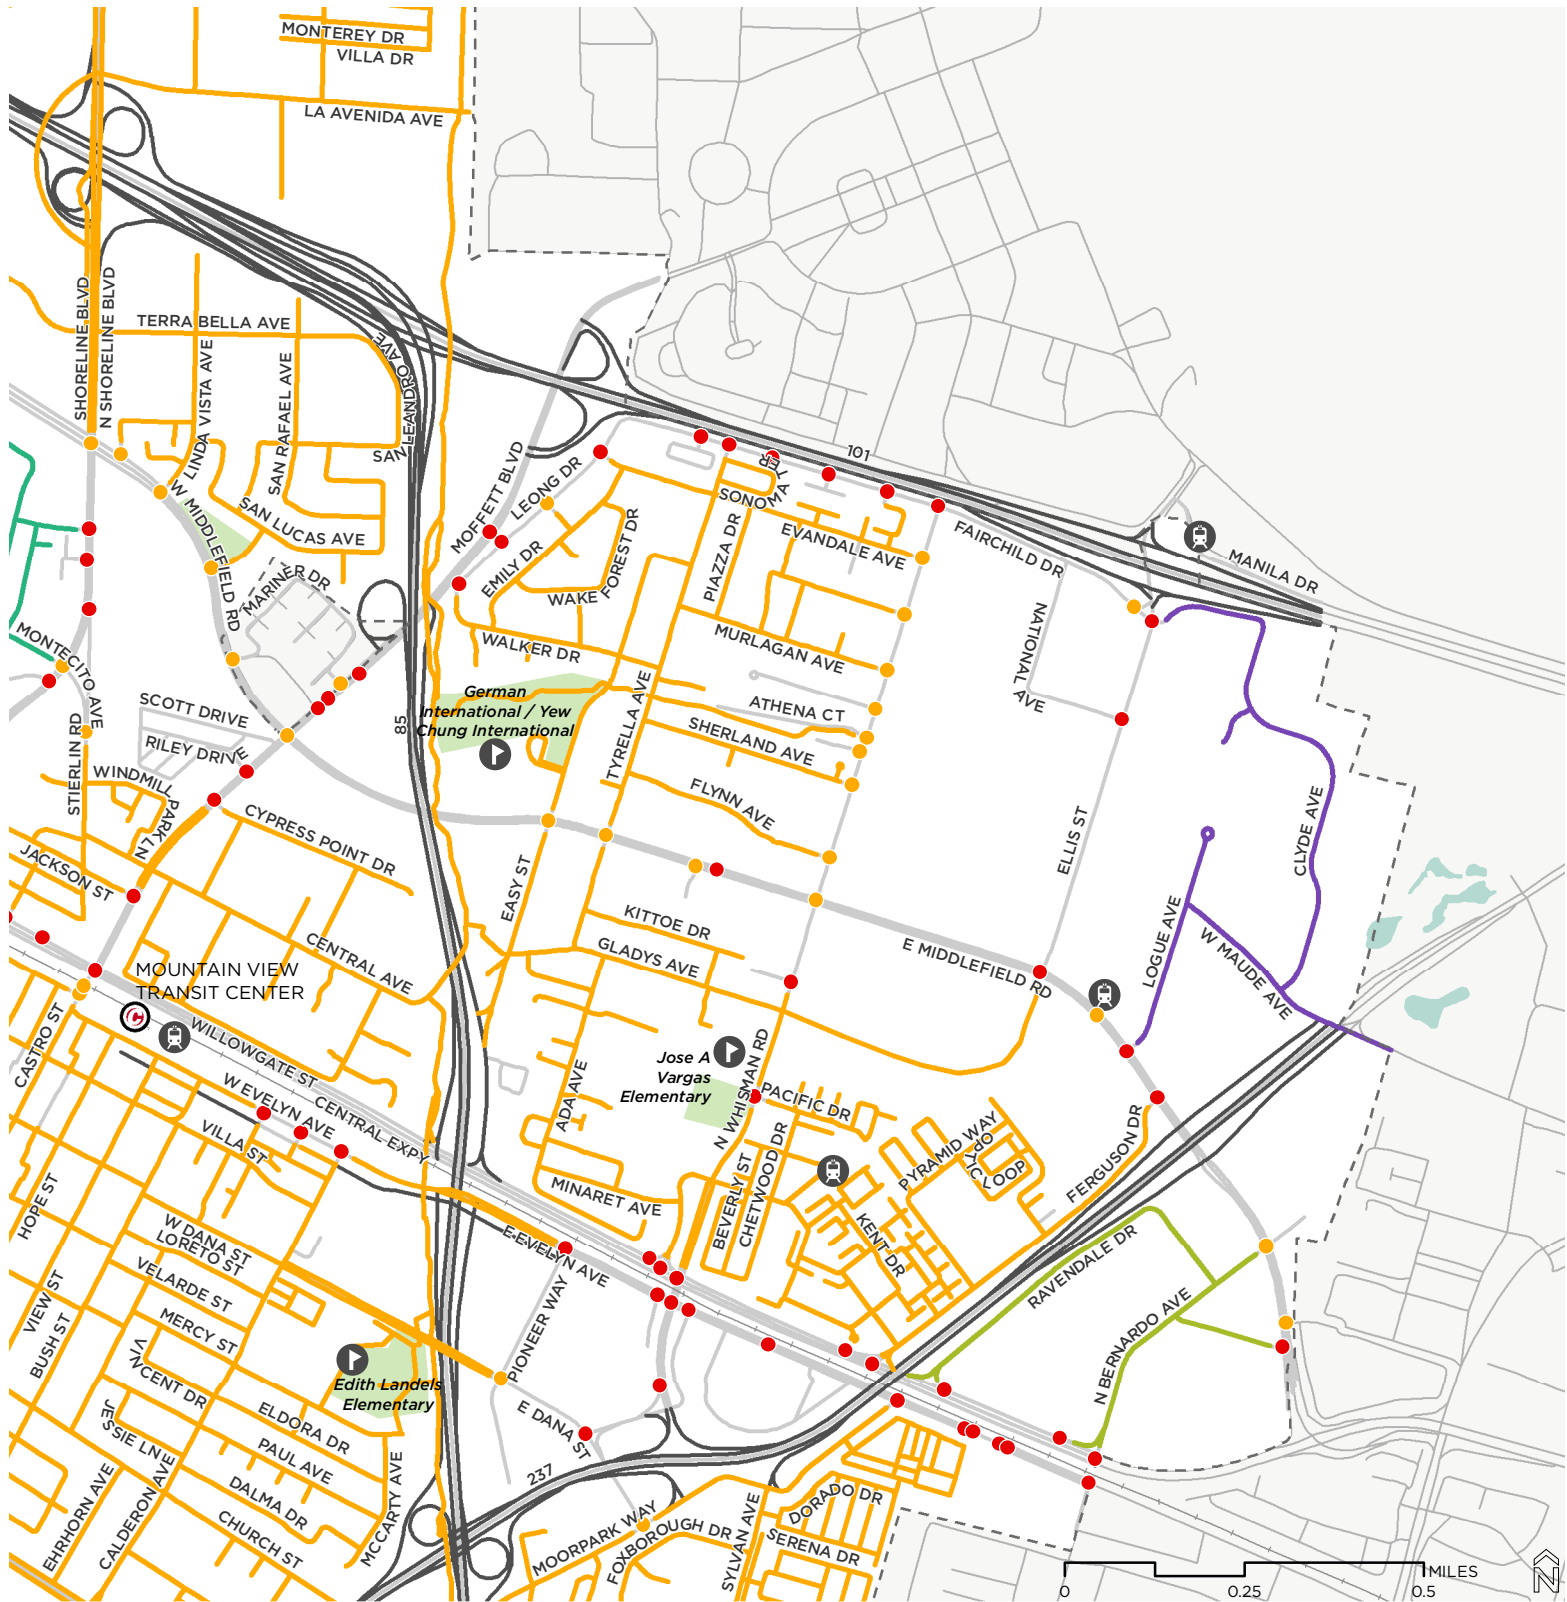 MONTEREY DR
VILLA DR
LA AVENIDA AVE
SHORELINE BLVD
N SHORELINE BLVD
TERRA BELLA AVE
LINDA VISTA AVE
SAN RAFAEL AVE
SAN LEANDRO AVE
SAN
W MIDDLEFIELD RD
SAN LUCAS AVE
MOFFETT BLVD
LEONG DR
EMILY DR
WAKE FOREST DR
WALKER DR
MARINER DR
101
SONOMA TER
PIAZZA DR
EVANDALE AVE
FAIRCHILD DR
MANILA DR
NATIONAL AVE
MURLAGAN AVE
ATHENA CT
SHERLAND AVE
FLYNN AVE
TYRELLA AVE
German
International / Yew
Chung International
85
MONTECITO AVE
SCOTT DRIVE
RILEY DRIVE
STIERLIN RD
WINDMILL PARK LN
JACKSON ST
CYPRESS POINT DR
EASY ST
ELLIS ST
CLYDE AVE
LOGUE AVE
W MAUDE AVE
KITTOE DR
GLADYS AVE
E MIDDLEFIELD RD
CENTRAL AVE
MOUNTAIN VIEW
TRANSIT CENTER
C
CASTRO ST
WILLOWGATE ST
CENTRAL EXPY
W EVELYN AVE
VILLA ST
ADA AVE
Jose A
Vargas
Elementary
N WHISMAN RD
PACIFIC DR
PYRAMID WAY
OPTIC LOOP
FERGUSON DR
BEVERLY ST
CHETWOOD DR
KENT DR
MINARET AVE
E EVELYN AVE
HOPE ST
W DANA ST
LORETO ST
VELARDE ST
MERCY ST
VIEW ST
BUSH ST
VINCENT DR
PIONEER WAY
RAVENDALE DR
N BERNARDO AVE
Edith Landels
Elementary
E DANA ST
JESSIE LN
ELDORA DR
PAUL AVE
DALMA DR
CHURCH ST
EHRHORN AVE
CALDERON AVE
MCCARTY AVE
237
MOORPARK WAY
FOXBOROUGH DR
SYLVAN AVE
DORADO DR
SERENA DR
0
0.25
0.5
MILES
N